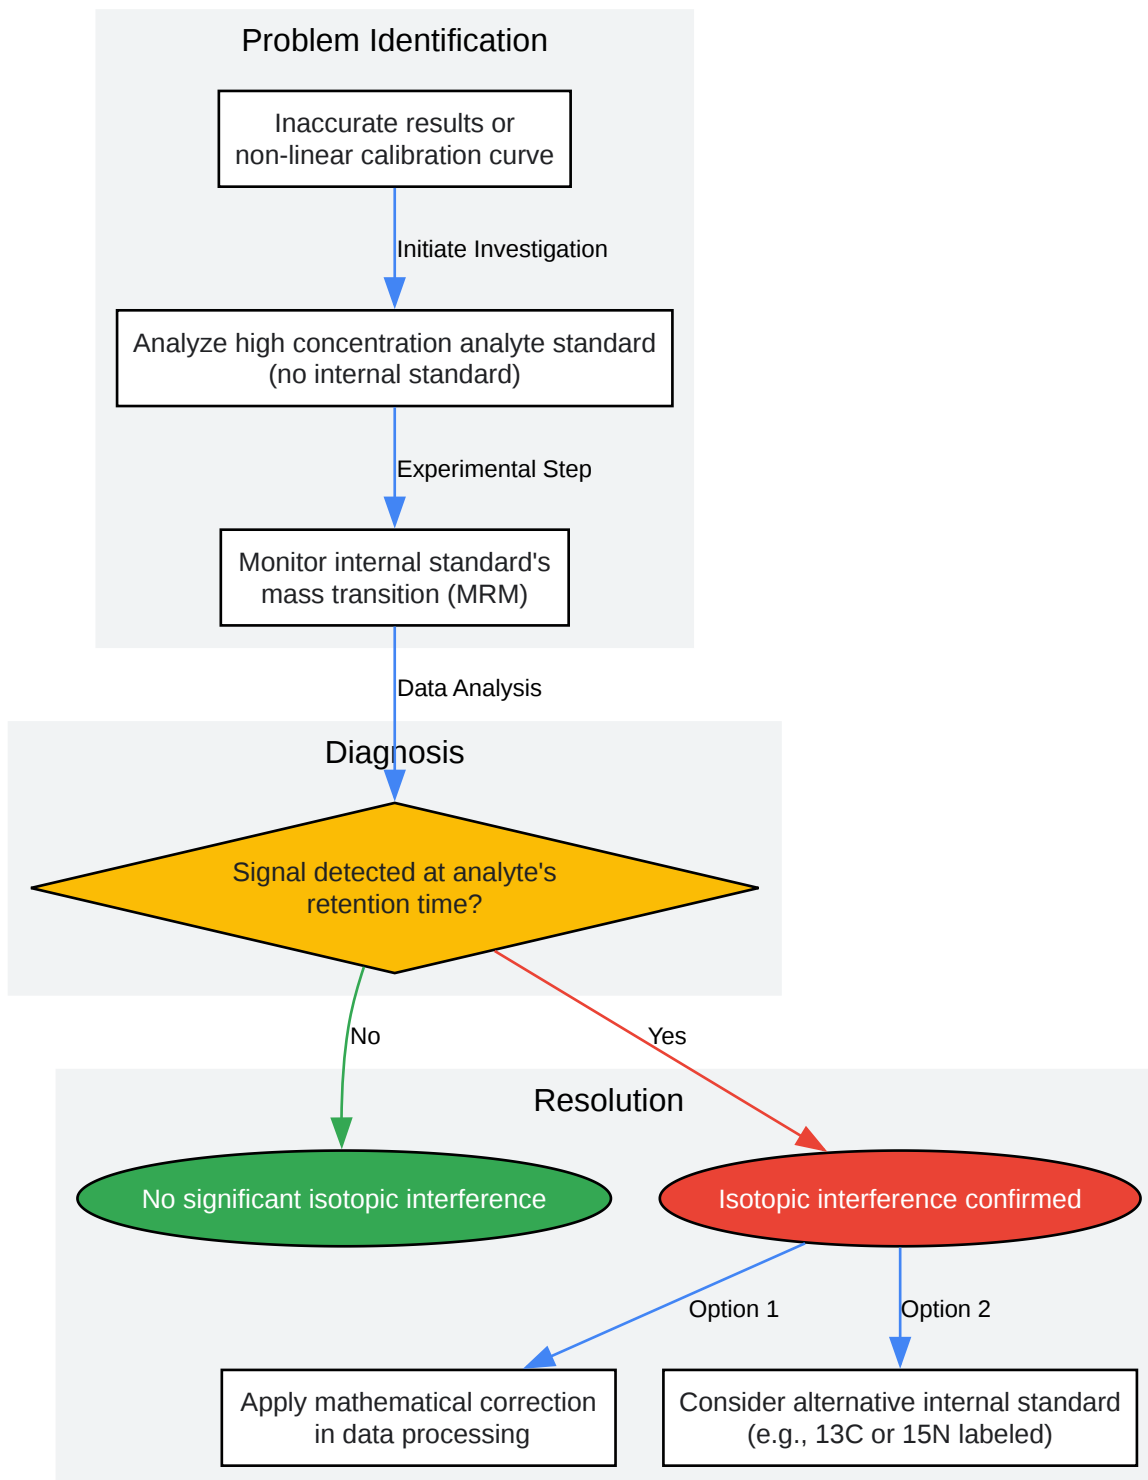 Problem Identification
Inaccurate results or
non-linear calibration curve
Initiate Investigation
Analyze high concentration analyte standard
(no internal standard)
Experimental Step
Monitor internal standard's
mass transition (MRM)
Data Analysis
Diagnosis
Signal detected at analyte's
retention time?
No
Yes
Resolution
No significant isotopic interference
Isotopic interference confirmed
Option 1
Option 2
Apply mathematical correction
in data processing
Consider alternative internal standard
(e.g., 13C or 15N labeled)